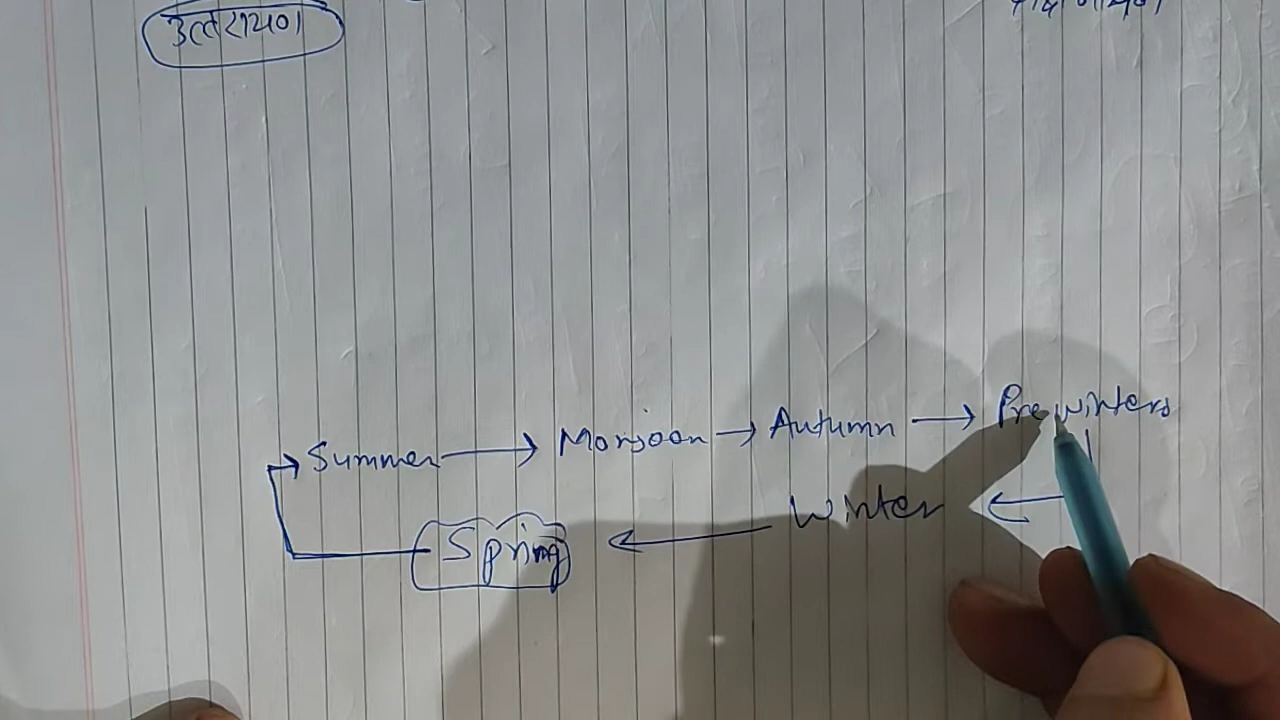 उत्तरायण
Summer → Monsoon → Autumn → Pre winters
Spring ← Winter ←